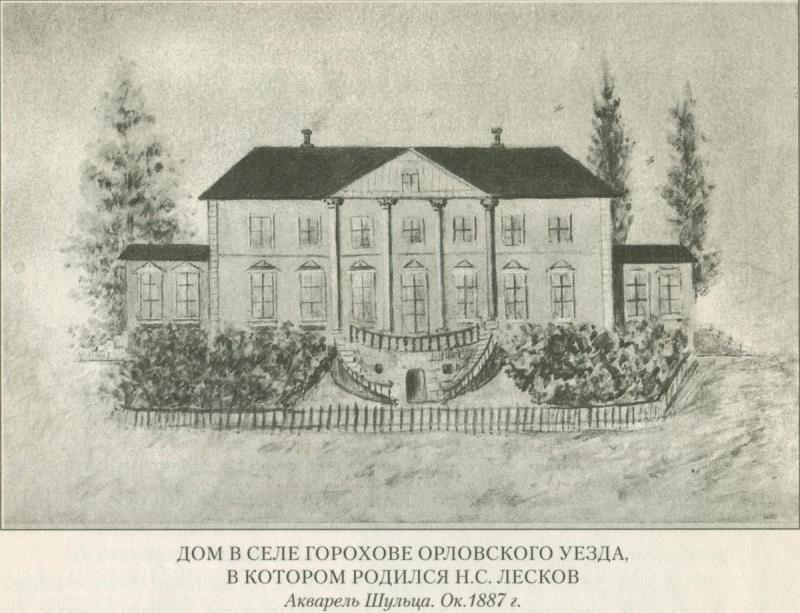 ДОМ В СЕЛЕ ГОРОХОВЕ ОРЛОВСКОГО УЕЗДА,
В КОТОРОМ РОДИЛСЯ Н.С. ЛЕСКОВ
Акварель Шульца. Ок.1887 г.